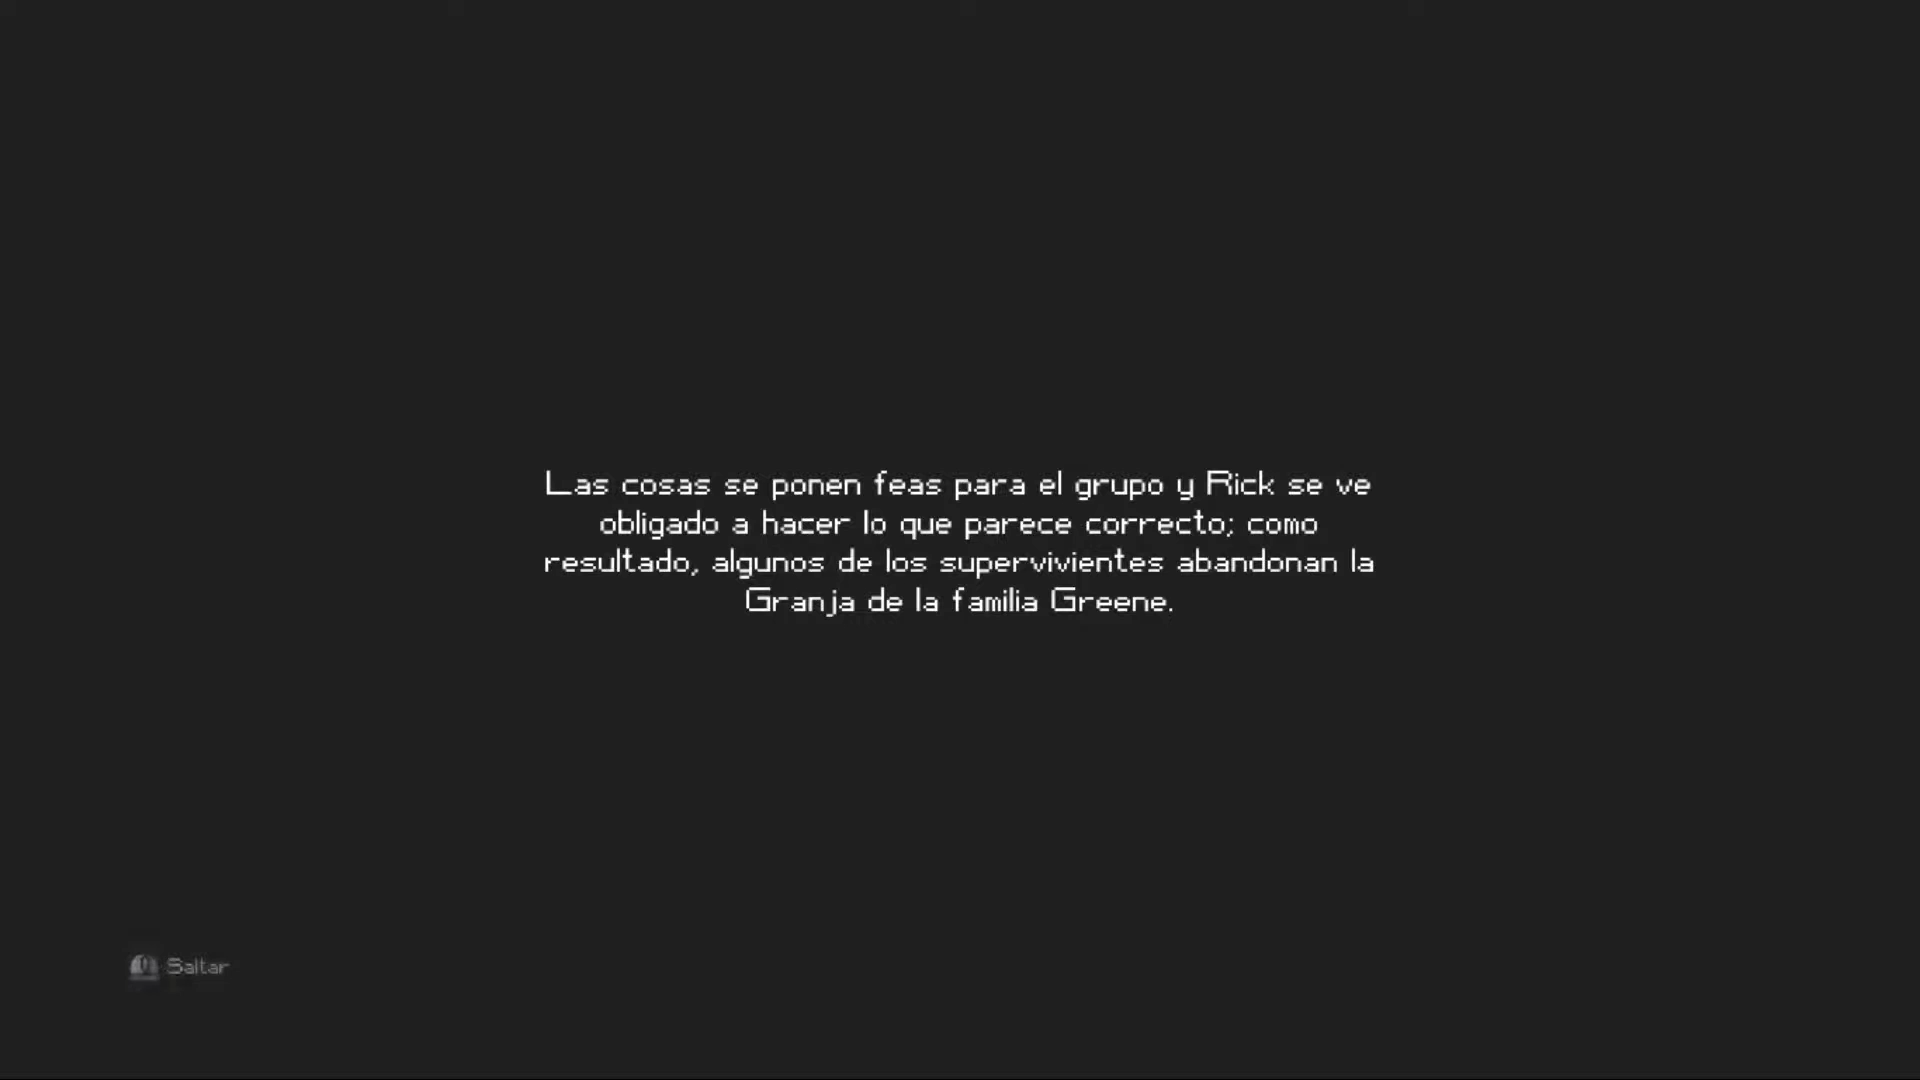 Las cosas se ponen feas para el grupo y Rick se ve
obligado a hacer lo que parece correcto; como
resultado, algunos de los supervivientes abandonan la
Granja de la familia Greene.
Saltar